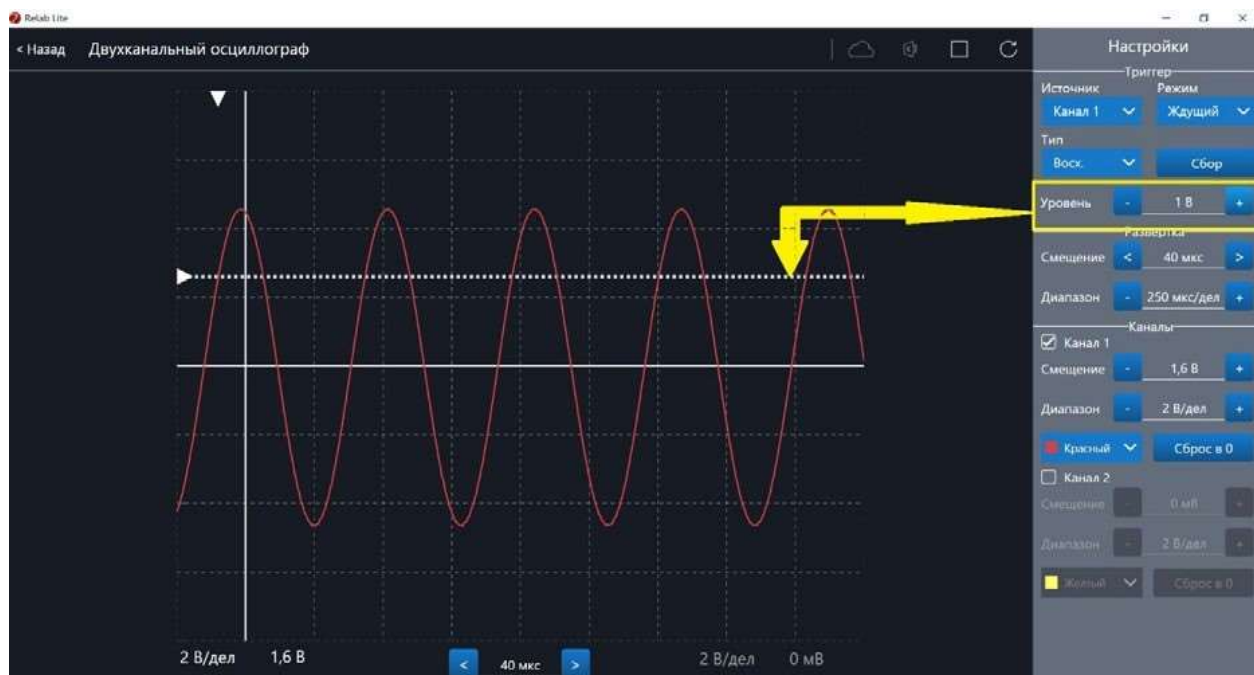 Relab Lite
< Назад Двухканальный осциллограф
Настройки
Триггер
Источник Режим
Канал 1 Ждущий
Тип
Восх. Сбор
Уровень - 1 В +
Развертка
Смещение < 40 мкс >
Диапазон - 250 мкс/дел +
Каналы
Канал 1
Смещение - 1,6 В +
Диапазон - 2 В/дел +
Красный Сброс в 0
Канал 2
Смещение - 0 мВ +
Диапазон - 2 В/дел +
Желтый Сброс в 0
2 В/дел 1,6 В < 40 мкс > 2 В/дел 0 мВ